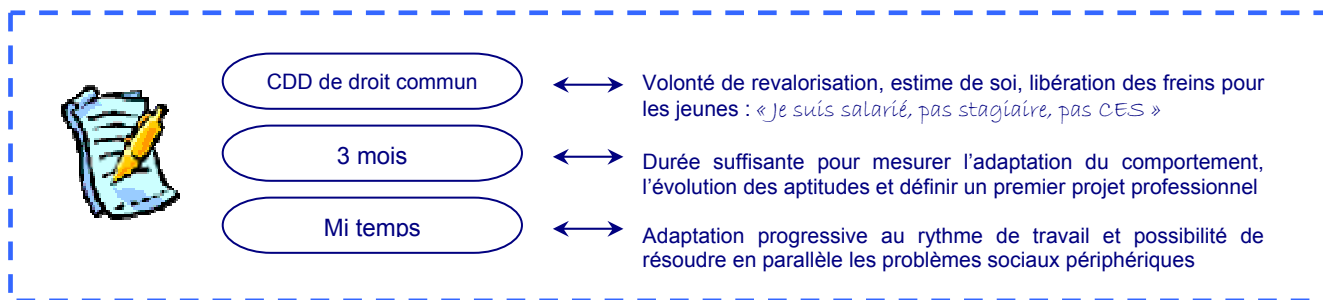 CDD de droit commun
Volonté de revalorisation, estime de soi, libération des freins pour
les jeunes : « Je suis salarié, pas stagiaire, pas CES »
3 mois
Durée suffisante pour mesurer l’adaptation du comportement,
l’évolution des aptitudes et définir un premier projet professionnel
Mi temps
Adaptation progressive au rythme de travail et possibilité de
résoudre en parallèle les problèmes sociaux périphériques